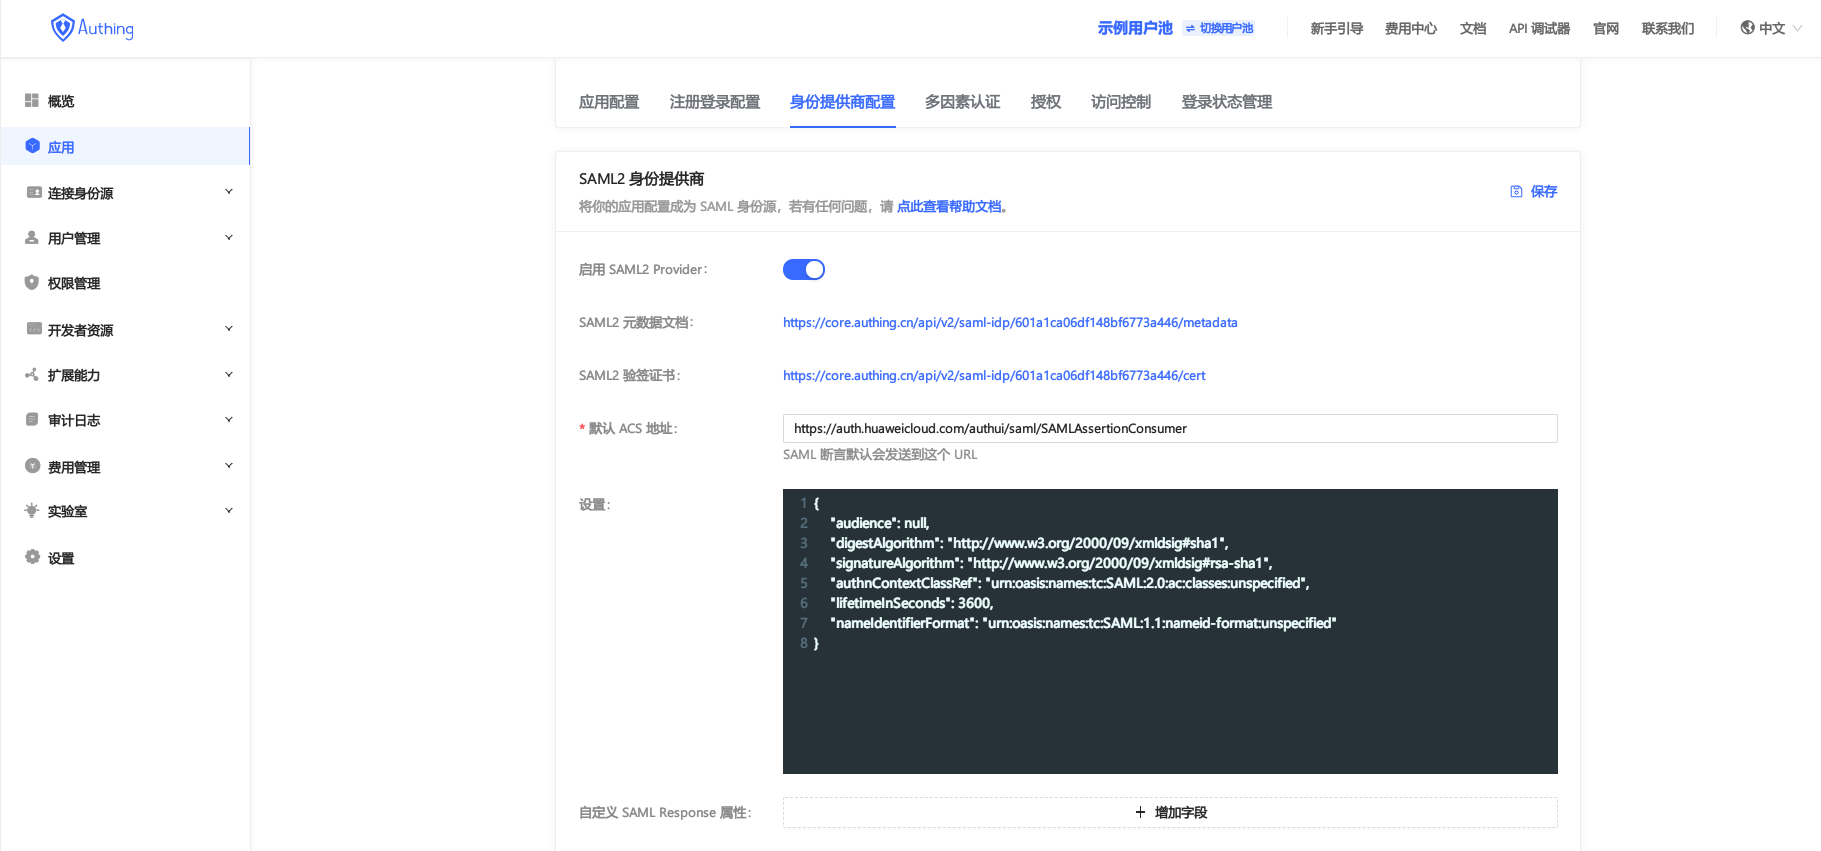 Authing
示例用户池 切换用户池 新手引导 费用中心 文档 API 调试器 官网 联系我们 中文
概览
应用
连接身份源
用户管理
权限管理
开发者资源
扩展能力
审计日志
费用管理
实验室
设置
应用配置 注册登录配置 身份提供商配置 多因素认证 授权 访问控制 登录状态管理
SAML2 身份提供商
将你的应用配置成为 SAML 身份源，若有任何问题，请 点此查看帮助文档。
保存
启用 SAML2 Provider：
SAML2 元数据文档： https://core.authing.cn/api/v2/saml-idp/601a1ca06df148bf6773a446/metadata
SAML2 验签证书： https://core.authing.cn/api/v2/saml-idp/601a1ca06df148bf6773a446/cert
* 默认 ACS 地址： https://auth.huaweicloud.com/authui/saml/SAMLAssertionConsumer
SAML 断言默认会发送到这个 URL
设置：
1 {
2 "audience": null,
3 "digestAlgorithm": "http://www.w3.org/2000/09/xmldsig#sha1",
4 "signatureAlgorithm": "http://www.w3.org/2000/09/xmldsig#rsa-sha1",
5 "authnContextClassRef": "urn:oasis:names:tc:SAML:2.0:ac:classes:unspecified",
6 "lifetimeInSeconds": 3600,
7 "nameIdentifierFormat": "urn:oasis:names:tc:SAML:1.1:nameid-format:unspecified"
8 }
自定义 SAML Response 属性： + 增加字段